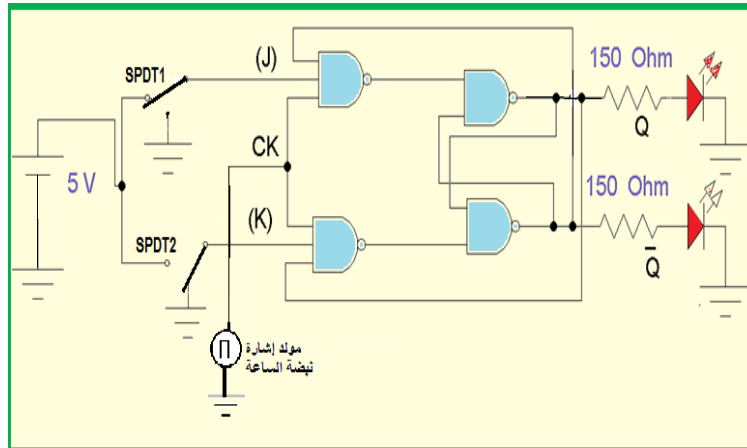 SPDT1
(J)
150 Ohm
Q
CK
5 V
150 Ohm
SPDT2
(K)
Q̅
مولد إشارة
نبضة الساعة